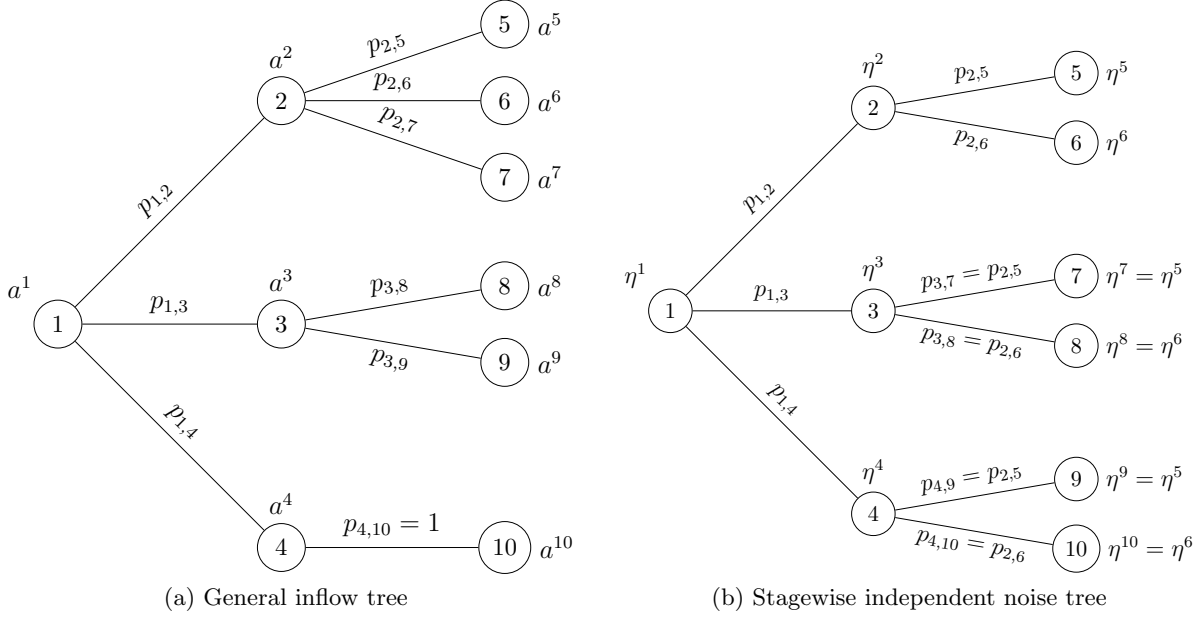 a^1
1
p_{1,2}
p_{1,3}
p_{1,4}
a^2
2
p_{2,5}
p_{2,6}
p_{2,7}
5 a^5
6 a^6
7 a^7
a^3
3
p_{3,8}
p_{3,9}
8 a^8
9 a^9
a^4
4
p_{4,10} = 1
10 a^{10}
(a) General inflow tree
η^1
1
p_{1,2}
p_{1,3}
p_{1,4}
η^2
2
p_{2,5}
p_{2,6}
5 η^5
6 η^6
η^3
3
p_{3,7} = p_{2,5}
p_{3,8} = p_{2,6}
7 η^7 = η^5
8 η^8 = η^6
η^4
4
p_{4,9} = p_{2,5}
p_{4,10} = p_{2,6}
9 η^9 = η^5
10 η^{10} = η^6
(b) Stagewise independent noise tree